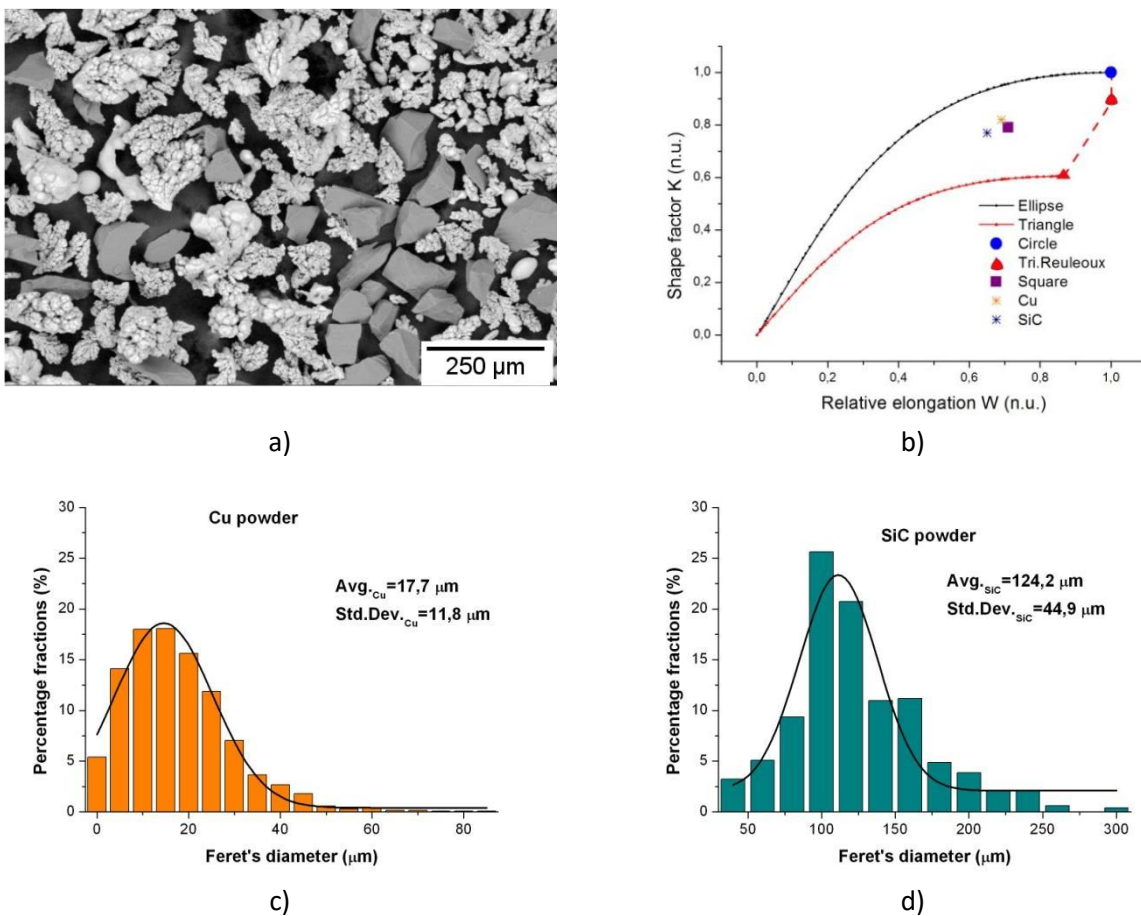 250 µm
a)
Shape factor K (n.u.)
1,0
0,8
0,6
0,4
0,2
0,0
Ellipse
Triangle
Circle
Tri.Reuleoux
Square
Cu
SiC
0,0 0,2 0,4 0,6 0,8 1,0
Relative elongation W (n.u.)
b)
Percentage fractions (%)
30
25
20
15
10
5
0
Cu powder
Avg.Cu=17,7 µm
Std.Dev.Cu=11,8 µm
0 20 40 60 80
Feret's diameter (µm)
c)
Percentage fractions (%)
30
25
20
15
10
5
0
SiC powder
Avg.SiC=124,2 µm
Std.Dev.SiC=44,9 µm
50 100 150 200 250 300
Feret's diameter (µm)
d)